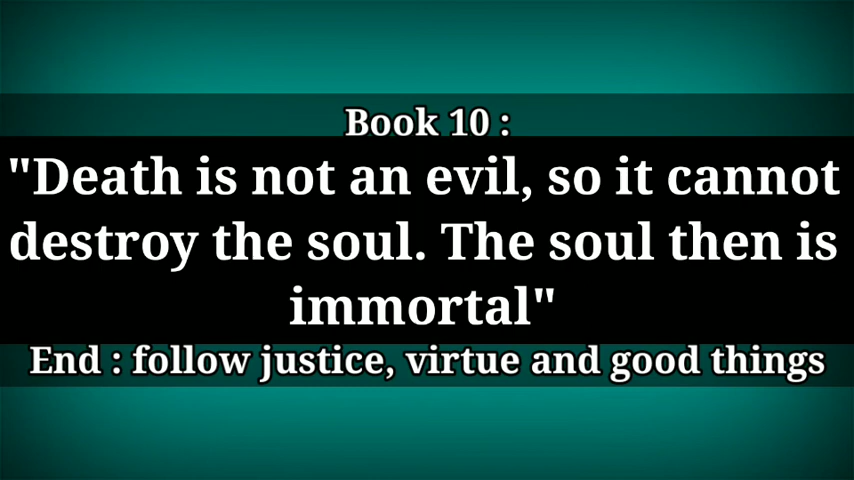 Book 10 :
"Death is not an evil, so it cannot
destroy the soul. The soul then is
immortal"
End : follow justice, virtue and good things